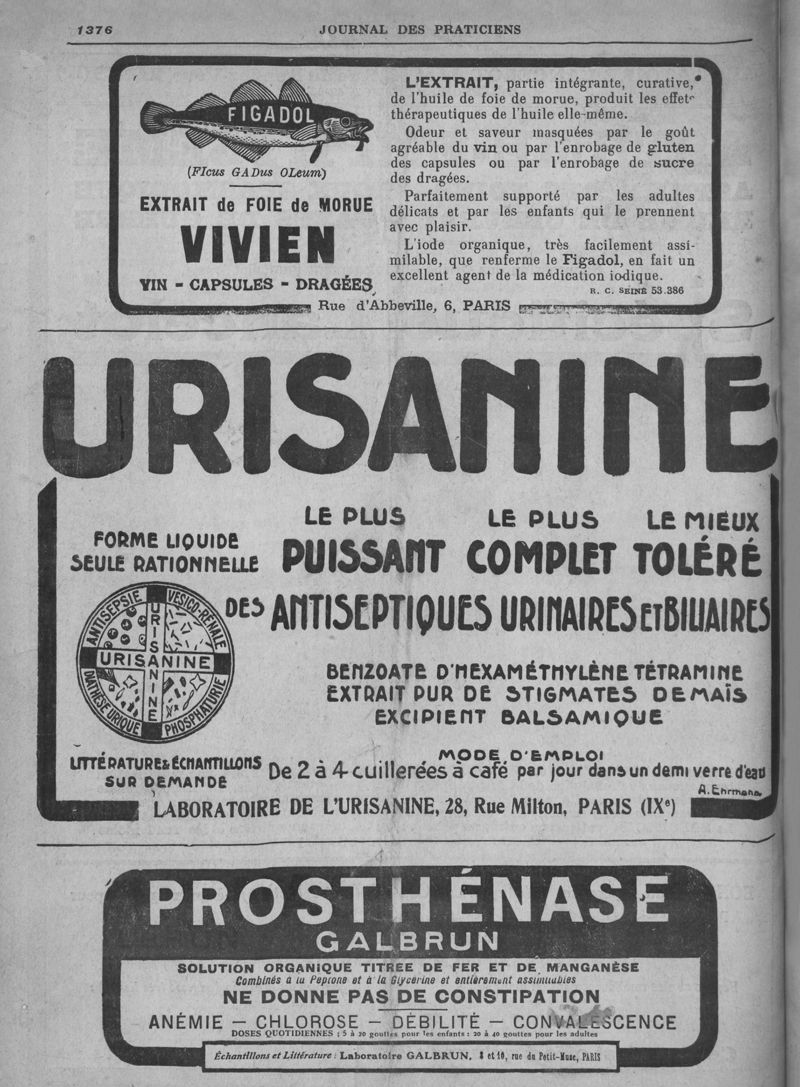 1376
JOURNAL DES PRATICIENS
FIGADOL
(FIcus GADus OLeum)
EXTRAIT de FOIE de MORUE
VIVIEN
VIN - CAPSULES - DRAGÉES
L'EXTRAIT, partie intégrante, curative,
de l'huile de foie de morue, produit les effets
thérapeutiques de l'huile elle-même.
Odeur et saveur masquées par le goût
agréable du vin ou par l'enrobage de gluten
des capsules ou par l'enrobage de sucre
des dragées.
Parfaitement supporté par les adultes
délicats et par les enfants qui le prennent
avec plaisir.
L'iode organique, très facilement assi-
milable, que renferme le Figadol, en fait un
excellent agent de la médication iodique.
R. C. SEINE 53.386
Rue d'Abbeville, 6, PARIS
URISANINE
FORME LIQUIDE
SEULE RATIONNELLE
LE PLUS LE PLUS LE MIEUX
PUISSANT COMPLET TOLÉRÉ
DES ANTISEPTIQUES URINAIRES ET BILIAIRES
ANTISEPSIE VESICO-RÉNALE
URISANINE
URISANINE
DIATHÈSE URIQUE PHOSPHATURIE
BENZOATE D'HEXAMÉTHYLÈNE TÉTRAMINE
EXTRAIT PUR DE STIGMATES DE MAÏS
EXCIPIENT BALSAMIQUE
LITTÉRATURE & ÉCHANTILLONS
SUR DEMANDE
MODE D'EMPLOI
De 2 à 4 cuillerées à café par jour dans un demi verre d'eau
A. Ehrmann
LABORATOIRE DE L'URISANINE, 28, Rue Milton, PARIS (IXe)
PROSTHÉNASE
GALBRUN
SOLUTION ORGANIQUE TITRÉE DE FER ET DE MANGANÈSE
Combinés à la Peptone et à la Glycérine et entièrement assimilables
NE DONNE PAS DE CONSTIPATION
ANÉMIE — CHLOROSE — DÉBILITÉ — CONVALESCENCE
DOSES QUOTIDIENNES : 5 à 20 gouttes pour les enfants : 20 à 40 gouttes pour les adultes
Échantillons et Littérature : Laboratoire GALBRUN, 8 et 10, rue du Petit-Musc, PARIS